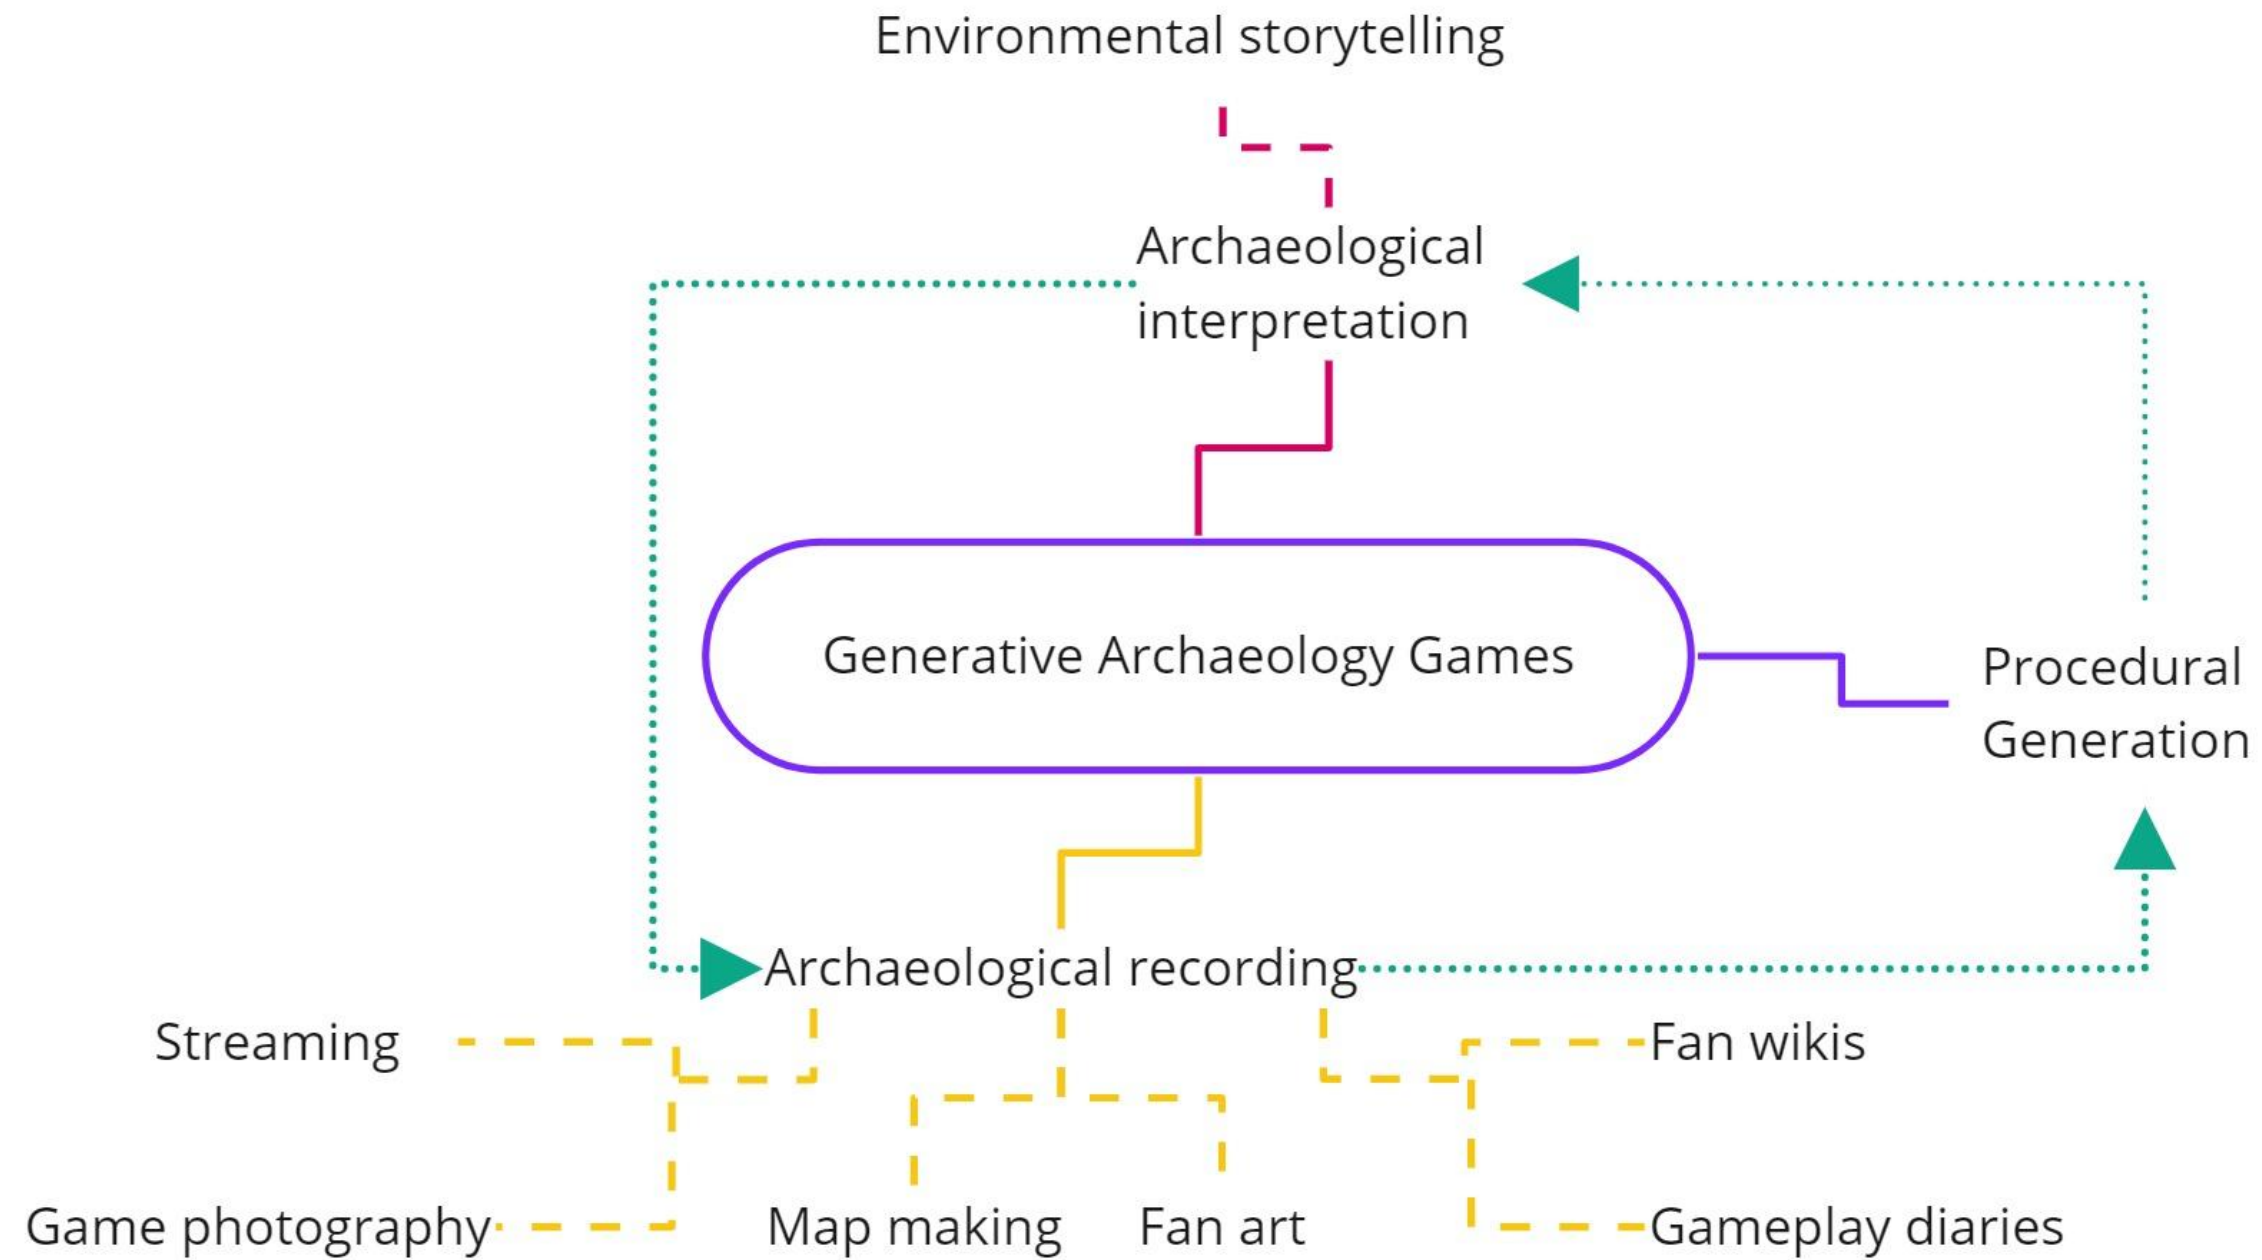 Environmental storytelling
Archaeological
interpretation
Generative Archaeology Games
Procedural
Generation
Archaeological recording
Streaming
Fan wikis
Game photography
Map making
Fan art
Gameplay diaries